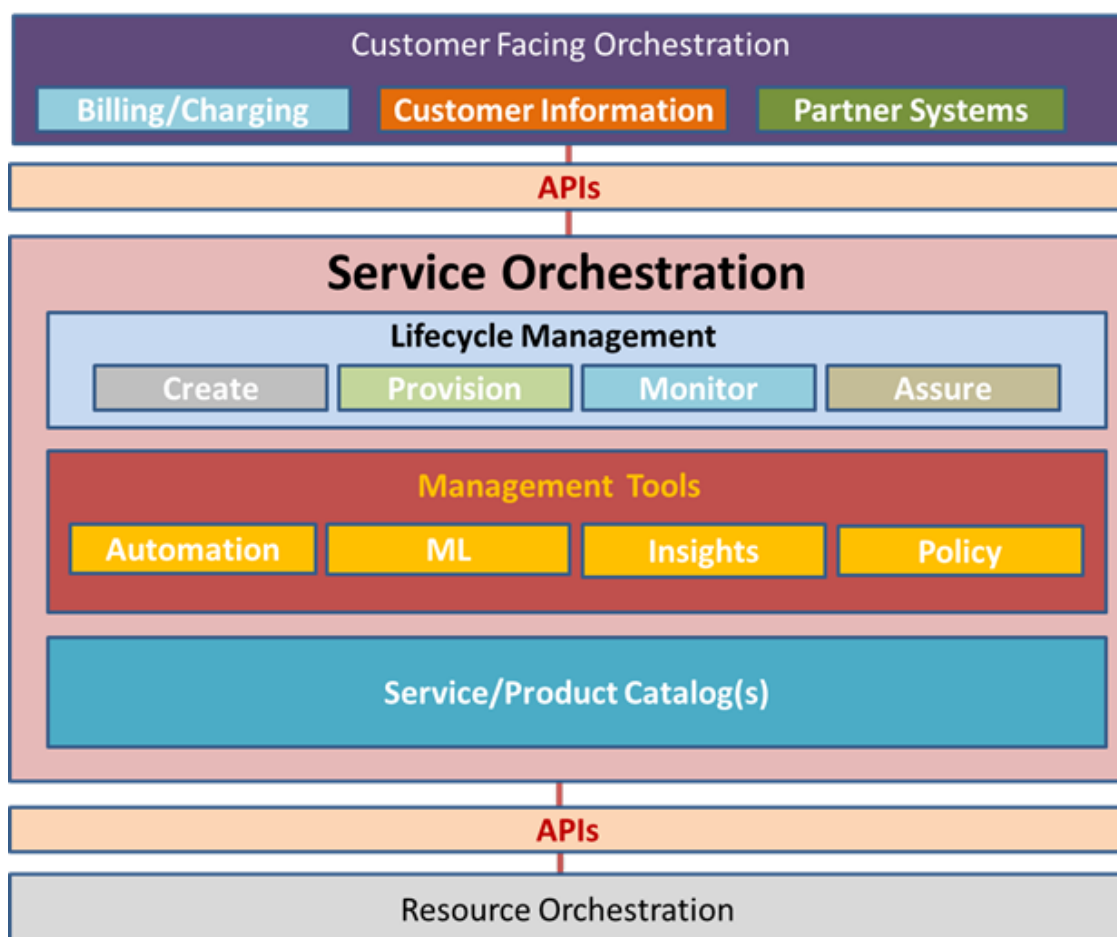 Customer Facing Orchestration
Billing/Charging
Customer Information
Partner Systems
APIs
Service Orchestration
Lifecycle Management
Create
Provision
Monitor
Assure
Management Tools
Automation
ML
Insights
Policy
Service/Product Catalog(s)
APIs
Resource Orchestration